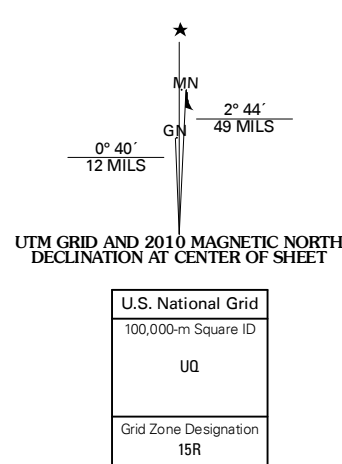 MN
GN
2° 44´
49 MILS
0° 40´
12 MILS
UTM GRID AND 2010 MAGNETIC NORTH
DECLINATION AT CENTER OF SHEET
U.S. National Grid
100,000-m Square ID
UQ
Grid Zone Designation
15R